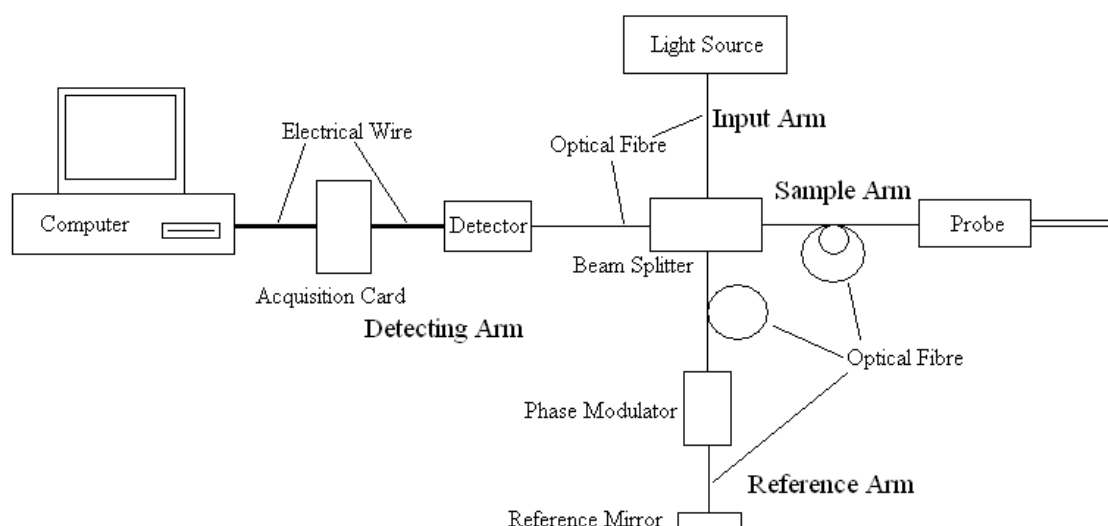 Light Source
Input Arm
Electrical Wire
Optical Fibre
Sample Arm
Computer
Detector
Probe
Beam Splitter
Acquisition Card
Detecting Arm
Optical Fibre
Phase Modulator
Reference Arm
Reference Mirror